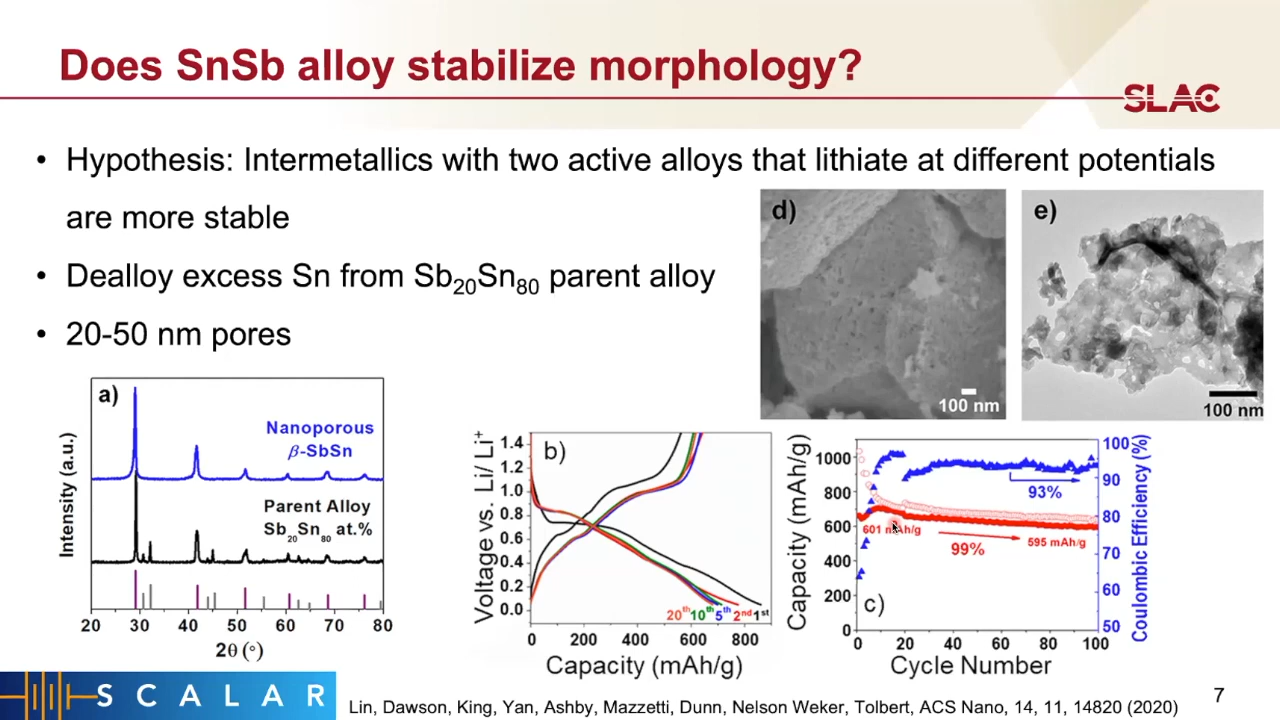 Does SnSb alloy stabilize morphology?
SLAC
• Hypothesis: Intermetallics with two active alloys that lithiate at different potentials
are more stable
• Dealloy excess Sn from Sb20Sn80 parent alloy
• 20-50 nm pores
d)
100 nm
e)
100 nm
a)
Nanoporous
β-SbSn
Parent Alloy
Sb20Sn80 at.%
Intensity (a.u.)
20 30 40 50 60 70 80
2θ (°)
b)
Voltage vs. Li/ Li+
1.4
1.2
1.0
0.8
0.6
0.4
0.2
0.0
20th 10th 5th 2nd 1st
0 200 400 600 800
Capacity (mAh/g)
c)
Capacity (mAh/g)
1000
800
600
400
200
0
601 mAh/g
99%
595 mAh/g
93%
100
90
80
70
60
50
Coulombic Efficiency (%)
0 20 40 60 80 100
Cycle Number
SCALAR
Lin, Dawson, King, Yan, Ashby, Mazzetti, Dunn, Nelson Weker, Tolbert, ACS Nano, 14, 11, 14820 (2020)
7